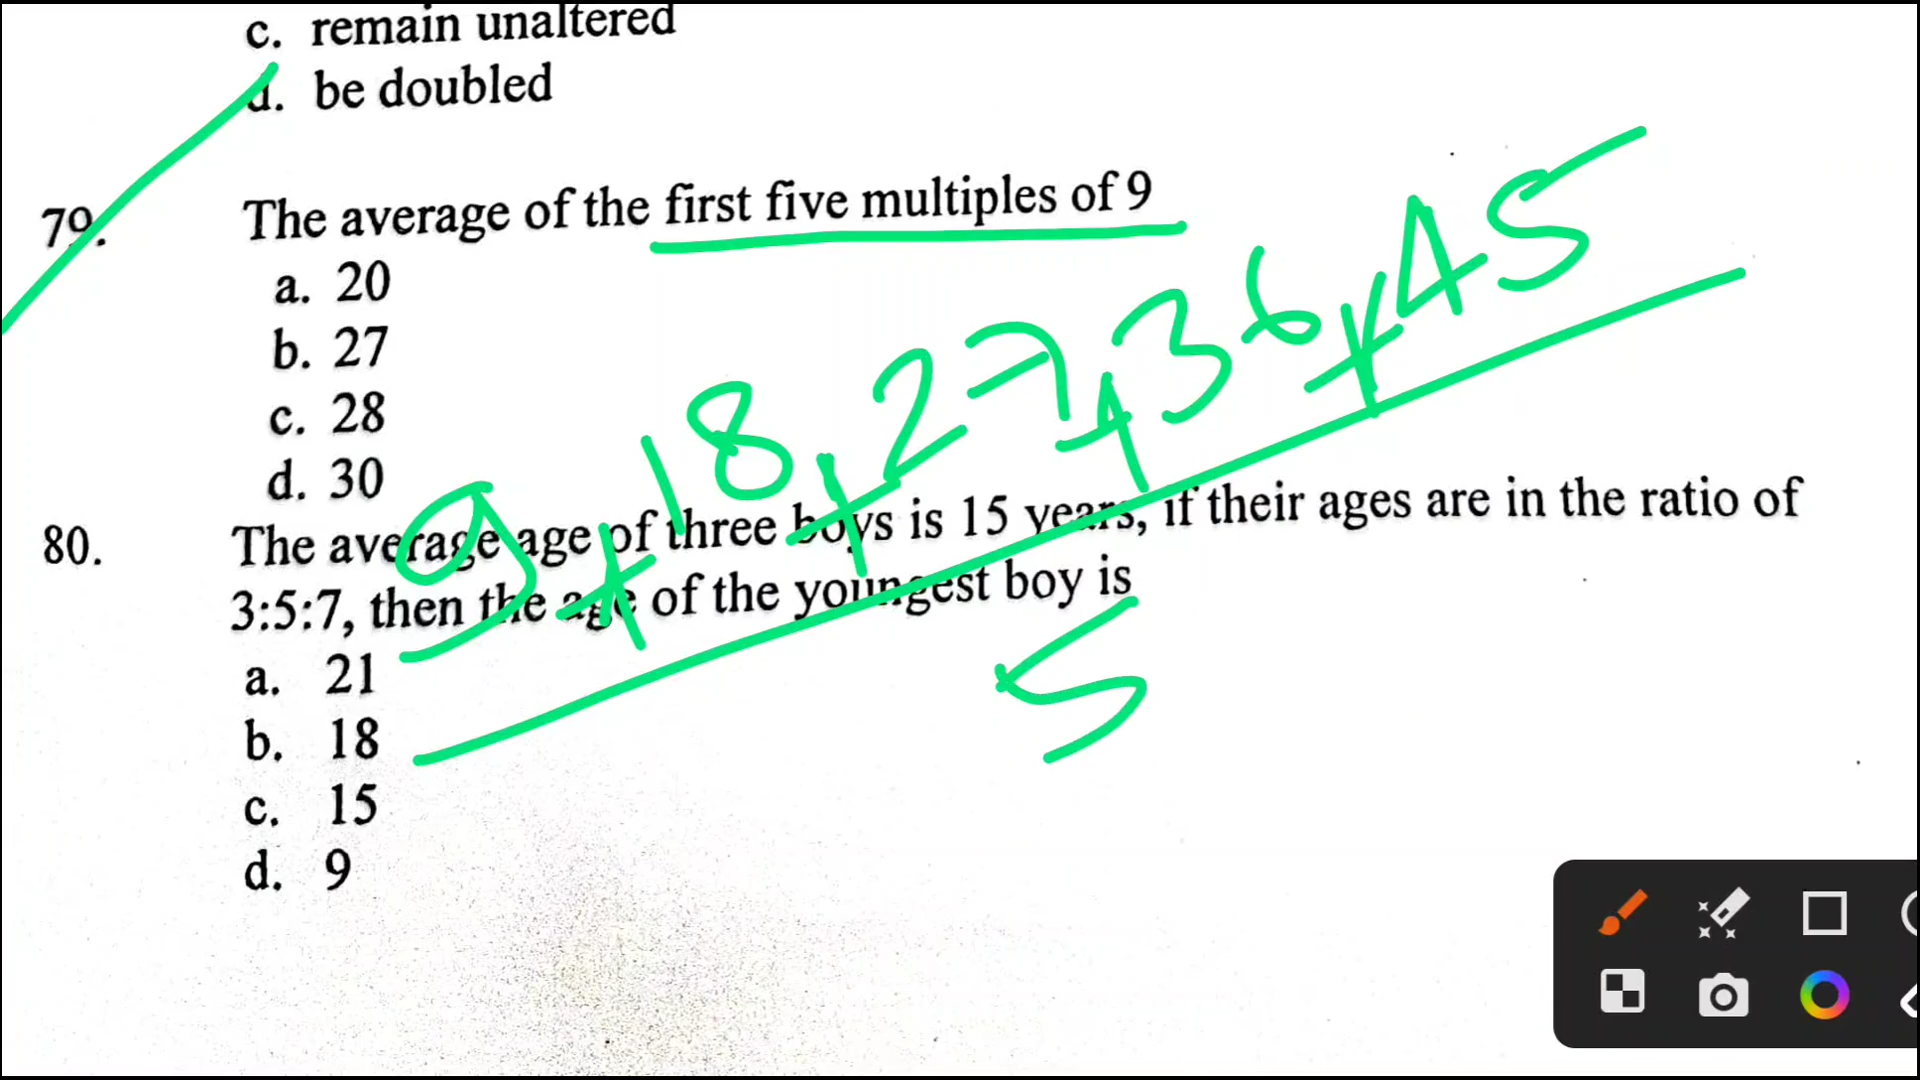 c. remain unaltered
d. be doubled
79. The average of the first five multiples of 9
a. 20
b. 27
c. 28
d. 30
9+18+27+36+45
80. The average age of three boys is 15 years, if their ages are in the ratio of
3:5:7, then the age of the youngest boy is
5
a. 21
b. 18
c. 15
d. 9